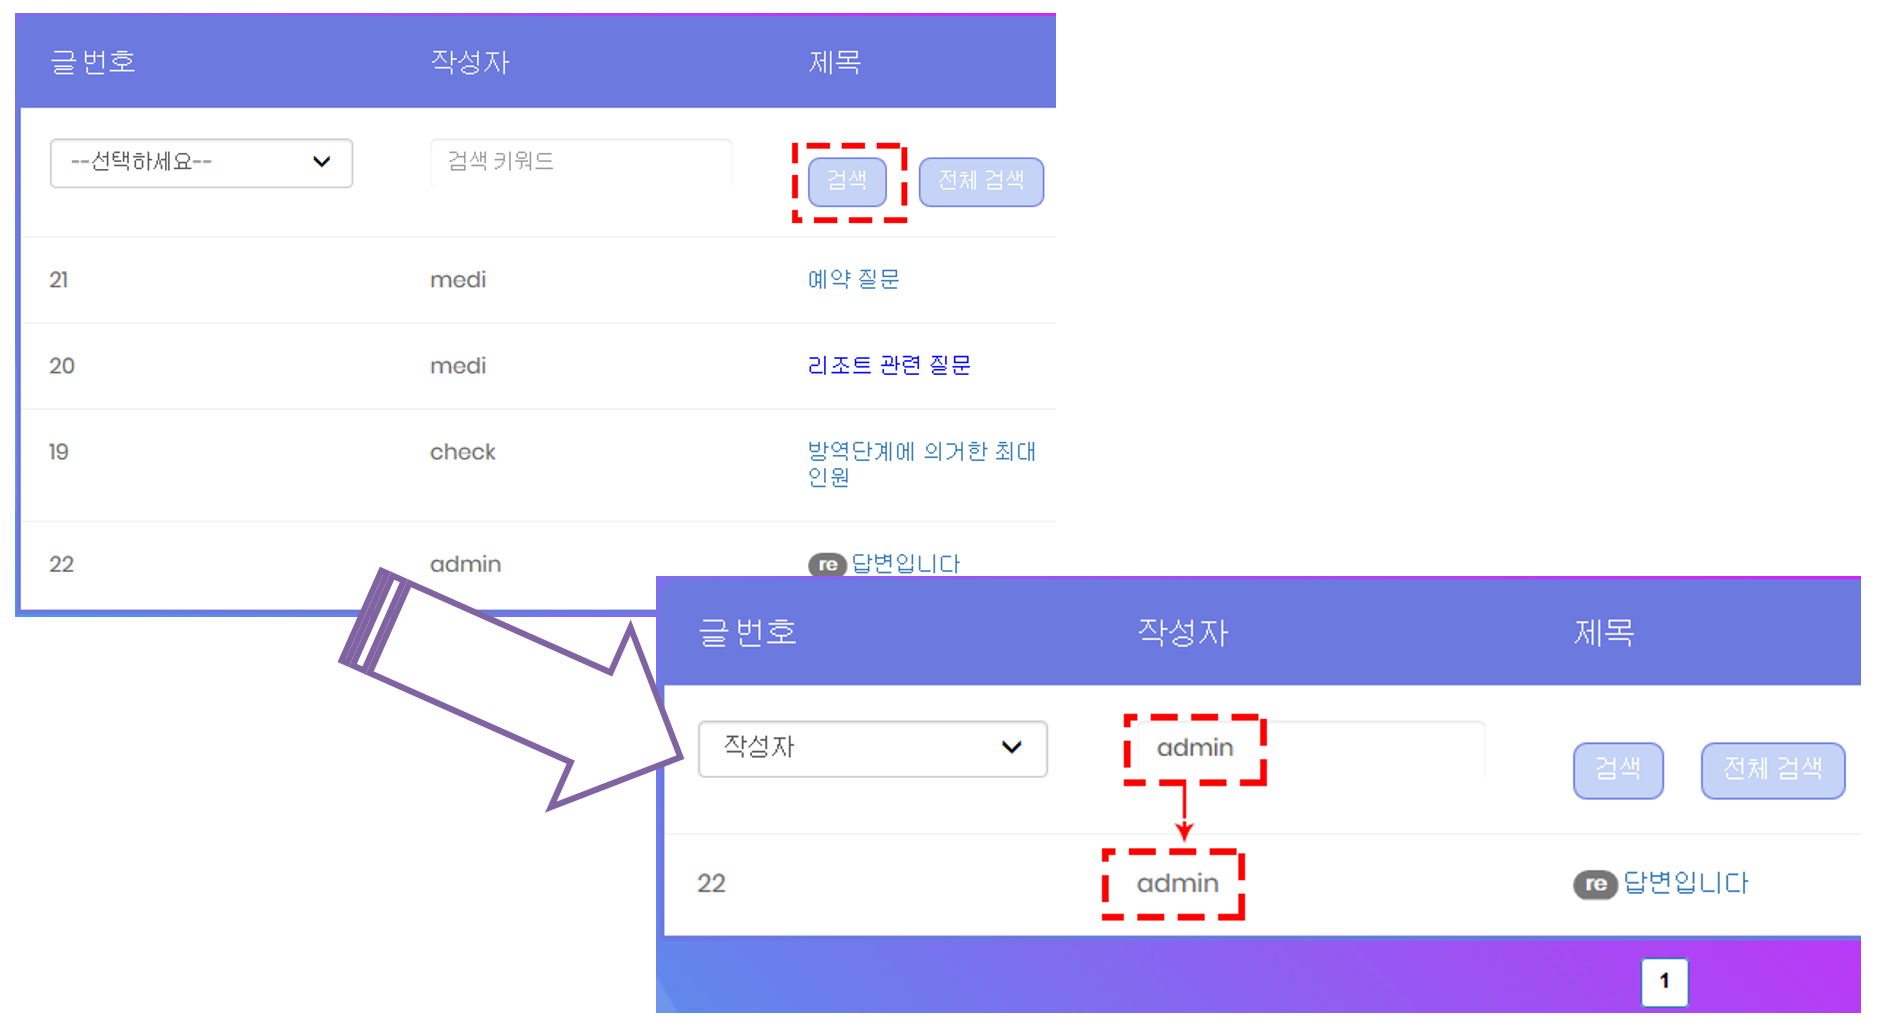 글번호 작성자 제목
--선택하세요-- 검색 키워드 검색 전체 검색
21 medi 예약 질문
20 medi 리조트 관련 질문
19 check 방역단계에 의거한 최대
인원
22 admin re 답변입니다
글번호 작성자 제목
작성자 admin 검색 전체 검색
22 admin re 답변입니다
1